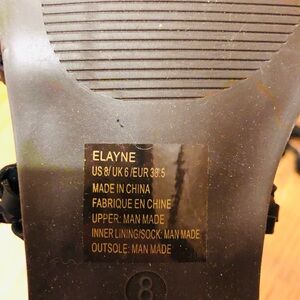 ELAYNE
US 8/ UK 6 /EUR 38.5
MADE IN CHINA
FABRIQUE EN CHINE
UPPER: MAN MADE
INNER LINING/SOCK: MAN MADE
OUTSOLE: MAN MADE
8